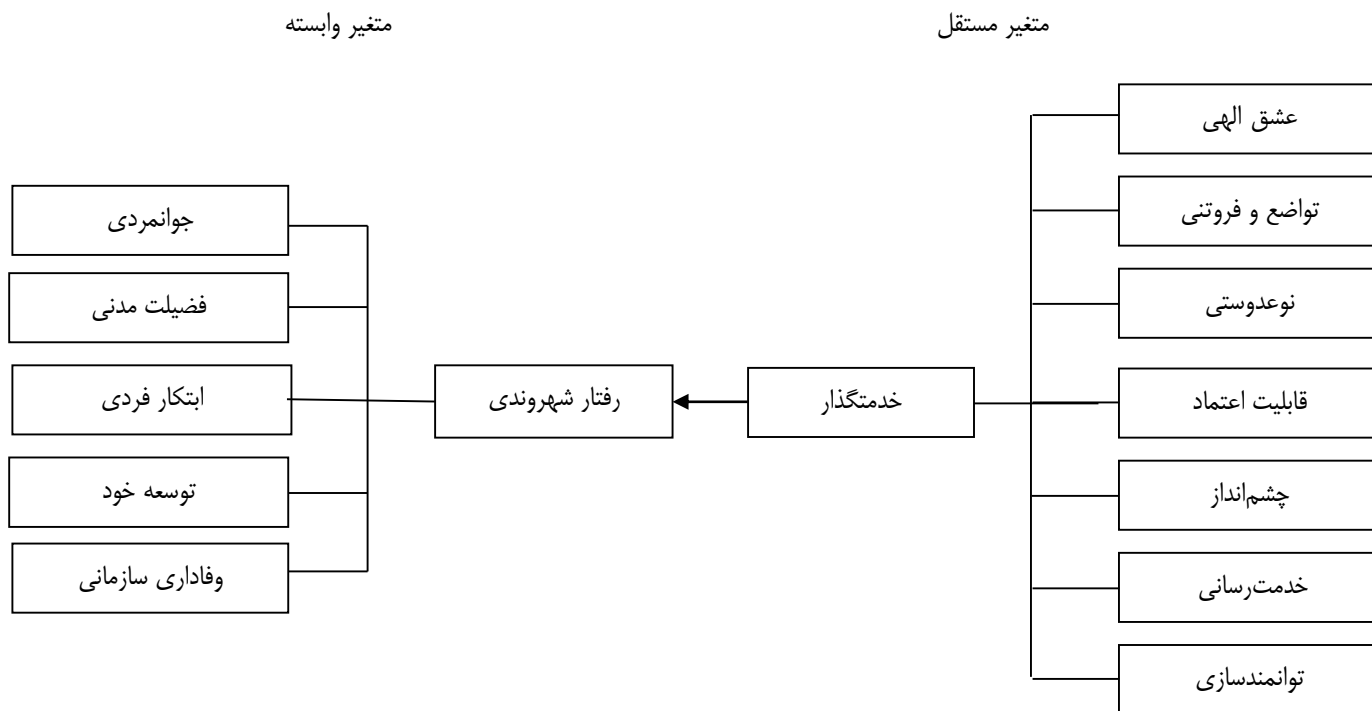 متغیر مستقل
متغیر وابسته
عشق الهی
تواضع و فروتنی
نوعدوستی
قابلیت اعتماد
چشم‌انداز
خدمت‌رسانی
توانمندسازی
خدمتگذار
رفتار شهروندی
جوانمردی
فضیلت مدنی
ابتکار فردی
توسعه خود
وفاداری سازمانی